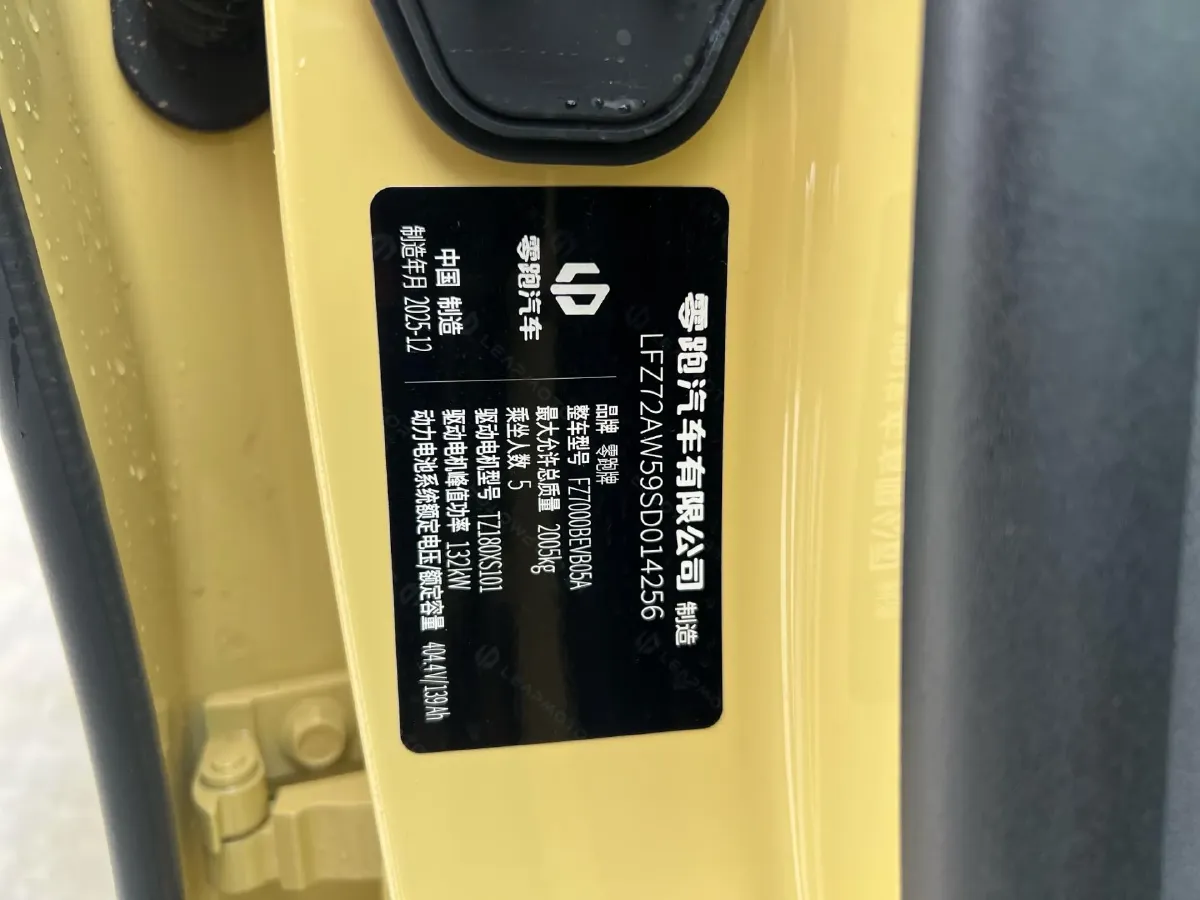 零跑汽车有限公司 制造
LFZ72AW59SD014256
零跑汽车
中国 制造
制造年月 2025-12
品牌 零跑牌
整车型号 FZ7000BEVB05A
最大允许总质量 2005kg
乘坐人数 5
驱动电机型号 TZ180XS101
驱动电机峰值功率 132kW
动力电池系统额定电压/额定容量 404.4V/139Ah